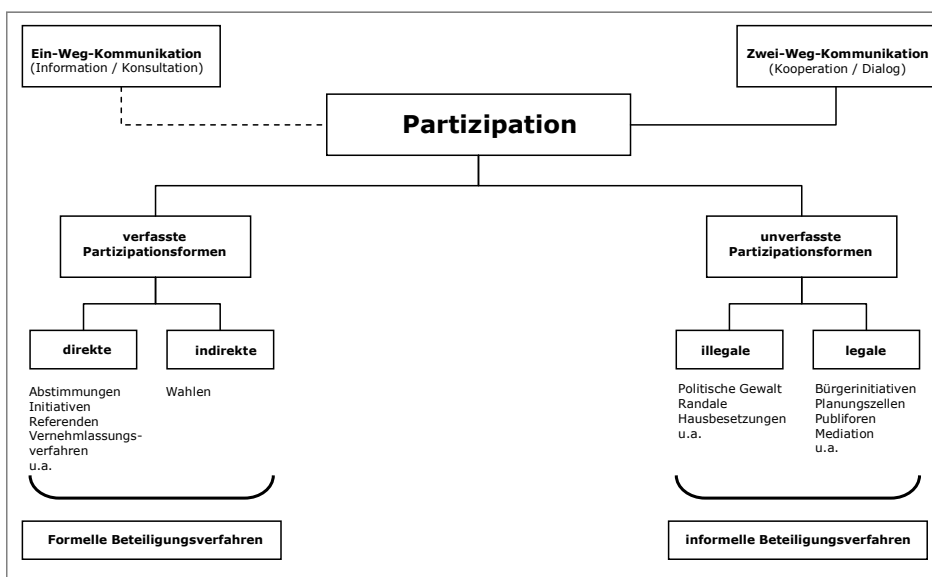 Ein-Weg-Kommunikation
(Information / Konsultation)
Zwei-Weg-Kommunikation
(Kooperation / Dialog)
Partizipation
verfasste
Partizipationsformen
unverfasste
Partizipationsformen
direkte
indirekte
illegale
legale
Abstimmungen
Initiativen
Referenden
Vernehmlassungs-
verfahren
u.a.
Wahlen
Politische Gewalt
Randale
Hausbesetzungen
u.a.
Bürgerinitiativen
Planungszellen
Publiforen
Mediation
u.a.
Formelle Beteiligungsverfahren
informelle Beteiligungsverfahren